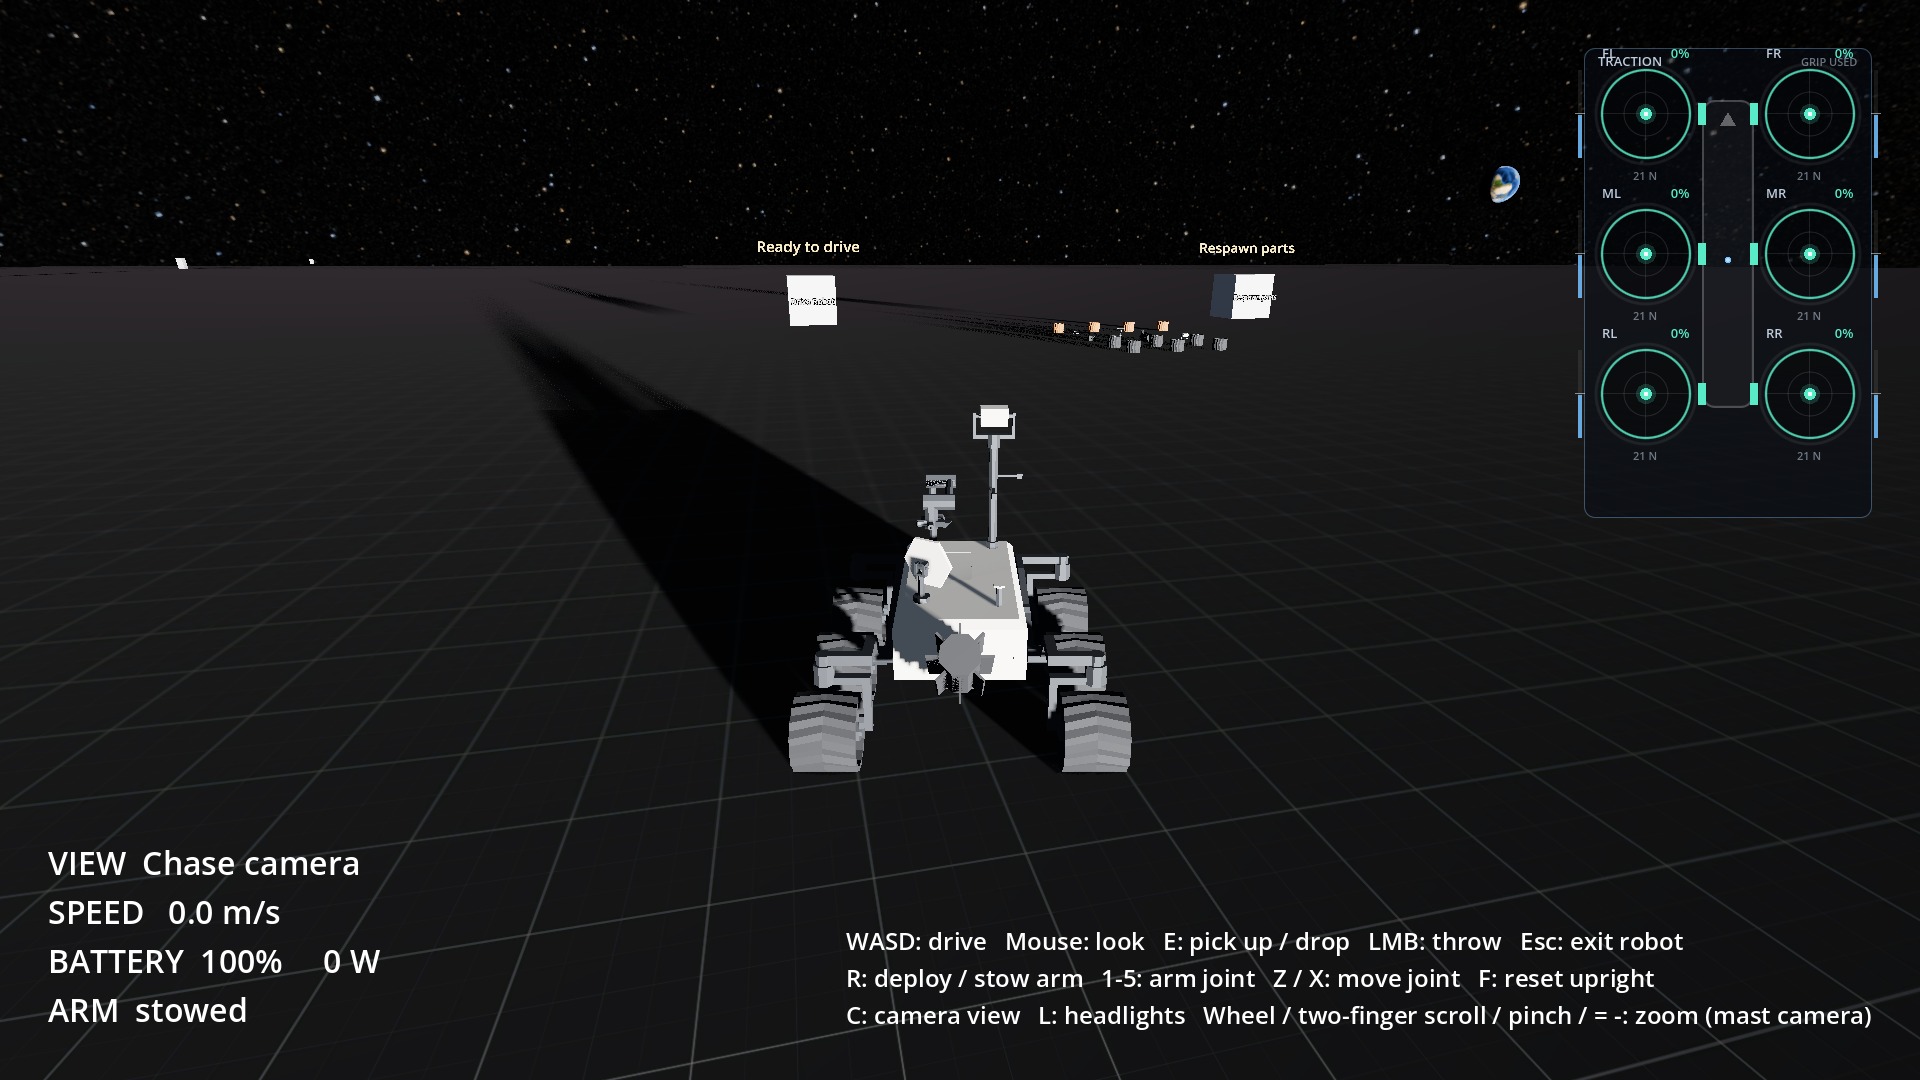 FL 0% FR 0%
TRACTION GRIP USED
21 N 21 N
ML 0% MR 0%
21 N 21 N
RL 0% RR 0%
21 N 21 N
Ready to drive
Respawn parts
Respawn parts
VIEW Chase camera
SPEED 0.0 m/s
BATTERY 100% 0 W
ARM stowed
WASD: drive Mouse: look E: pick up / drop LMB: throw Esc: exit robot
R: deploy / stow arm 1-5: arm joint Z / X: move joint F: reset upright
C: camera view L: headlights Wheel / two-finger scroll / pinch / = -: zoom (mast camera)